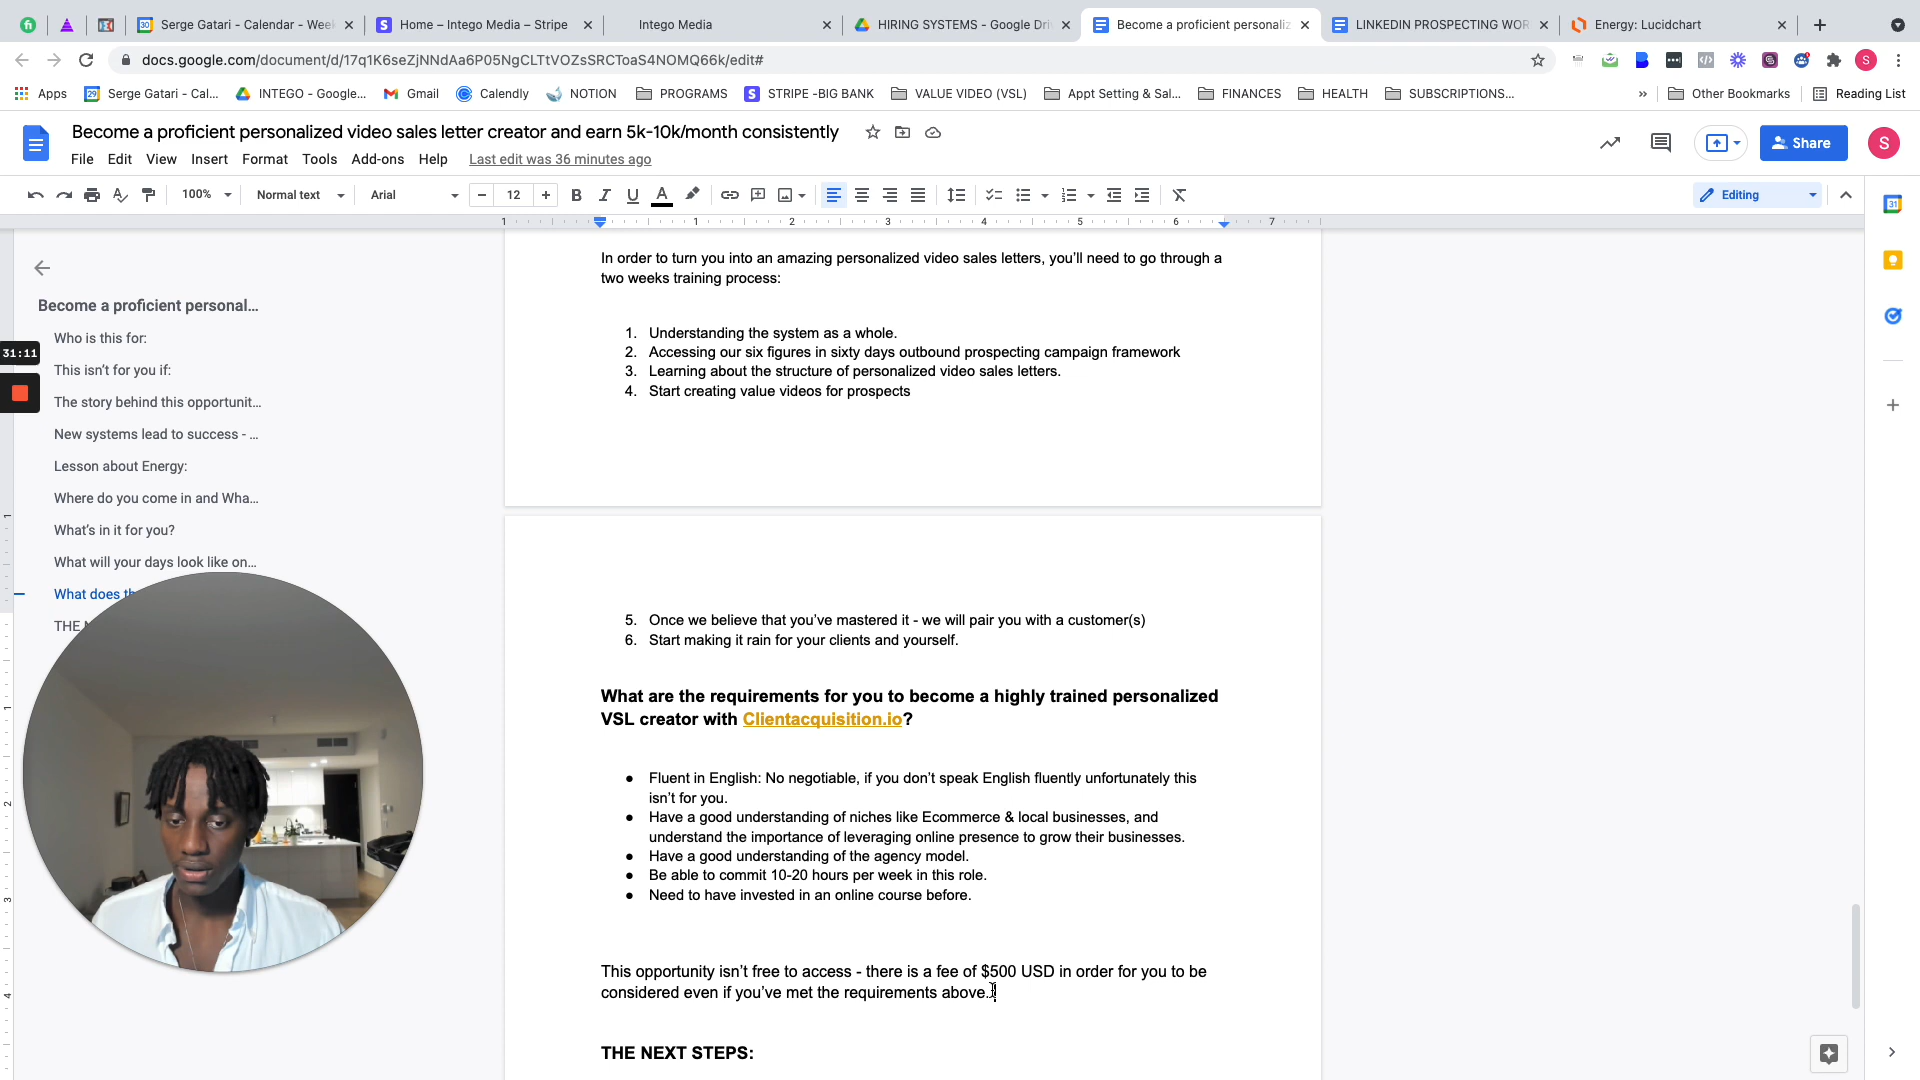 Serge Gatari - Calendar - Wee
Home – Intego Media – Stripe
Intego Media
HIRING SYSTEMS - Google Dri
Become a proficient personaliz
LINKEDIN PROSPECTING WOR
Energy: Lucidchart
docs.google.com/document/d/17q1K6seZjNNdAa6P05NgCLTtVOZsSRCToaS4NOMQ66k/edit#
S
Apps
Serge Gatari - Cal...
INTEGO - Google...
Gmail
Calendly
NOTION
PROGRAMS
STRIPE -BIG BANK
VALUE VIDEO (VSL)
Appt Setting & Sal...
FINANCES
HEALTH
SUBSCRIPTIONS...
»
Other Bookmarks
Reading List
Become a proficient personalized video sales letter creator and earn 5k-10k/month consistently
File Edit View Insert Format Tools Add-ons Help Last edit was 36 minutes ago
Share
S
100%
Normal text
Arial
12
Editing
1 1 2 3 4 5 6 7
Become a proficient personal...
Who is this for:
31:11
This isn't for you if:
The story behind this opportunit...
New systems lead to success - ...
Lesson about Energy:
Where do you come in and Wha...
What's in it for you?
What will your days look like on...
What does th
THE
In order to turn you into an amazing personalized video sales letters, you'll need to go through a
two weeks training process:
1. Understanding the system as a whole.
2. Accessing our six figures in sixty days outbound prospecting campaign framework
3. Learning about the structure of personalized video sales letters.
4. Start creating value videos for prospects
5. Once we believe that you've mastered it - we will pair you with a customer(s)
6. Start making it rain for your clients and yourself.
What are the requirements for you to become a highly trained personalized
VSL creator with Clientacquisition.io?
● Fluent in English: No negotiable, if you don't speak English fluently unfortunately this
isn't for you.
● Have a good understanding of niches like Ecommerce & local businesses, and
understand the importance of leveraging online presence to grow their businesses.
● Have a good understanding of the agency model.
● Be able to commit 10-20 hours per week in this role.
● Need to have invested in an online course before.
This opportunity isn't free to access - there is a fee of $500 USD in order for you to be
considered even if you've met the requirements above.
THE NEXT STEPS: